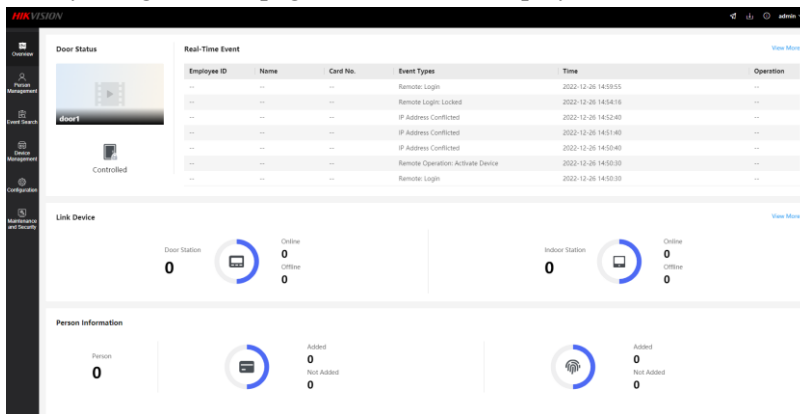 HIKVISION
admin
Overview
Person
Management
Event Search
Device
Management
Configuration
Maintenance
and Security
Door Status
door1
Controlled
Real-Time Event
View More
Employee ID Name Card No. Event Types Time Operation
-- -- -- Remote: Login 2022-12-26 14:59:55 --
-- -- -- Remote Login: Locked 2022-12-26 14:54:16 --
-- -- -- IP Address Conflicted 2022-12-26 14:52:40 --
-- -- -- IP Address Conflicted 2022-12-26 14:51:40 --
-- -- -- IP Address Conflicted 2022-12-26 14:50:40 --
-- -- -- Remote Operation: Activate Device 2022-12-26 14:50:30 --
-- -- -- Remote: Login 2022-12-26 14:50:30 --
Link Device
View More
Door Station
0
Online
0
Offline
0
Indoor Station
0
Online
0
Offline
0
Person Information
Person
0
Added
0
Not Added
0
Added
0
Not Added
0